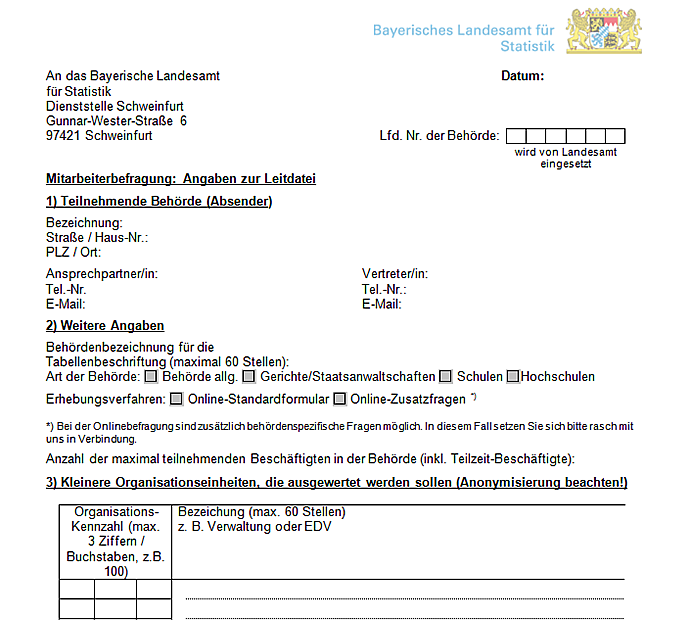 Bayerisches Landesamt für
Statistik
An das Bayerische Landesamt
für Statistik
Dienststelle Schweinfurt
Gunnar-Wester-Straße 6
97421 Schweinfurt
Datum:
Lfd. Nr. der Behörde:
wird von Landesamt
eingesetzt
Mitarbeiterbefragung: Angaben zur Leitdatei
1) Teilnehmende Behörde (Absender)
Bezeichnung:
Straße / Haus-Nr.:
PLZ / Ort:
Ansprechpartner/in:
Tel.-Nr.
E-Mail:
Vertreter/in:
Tel.-Nr.:
E-Mail:
2) Weitere Angaben
Behördenbezeichnung für die
Tabellenbeschriftung (maximal 60 Stellen):
Art der Behörde: Behörde allg. Gerichte/Staatsanwaltschaften Schulen Hochschulen
Erhebungsverfahren: Online-Standardformular Online-Zusatzfragen *)
*) Bei der Onlinebefragung sind zusätzlich behördenspezifische Fragen möglich. In diesem Fall setzen Sie sich bitte rasch mit
uns in Verbindung.
Anzahl der maximal teilnehmenden Beschäftigten in der Behörde (inkl. Teilzeit-Beschäftigte):
3) Kleinere Organisationseinheiten, die ausgewertet werden sollen (Anonymisierung beachten!)
Organisations-
Kennzahl (max.
3 Ziffern /
Buchstaben, z.B.
100)
Bezeichung (max. 60 Stellen)
z. B. Verwaltung oder EDV